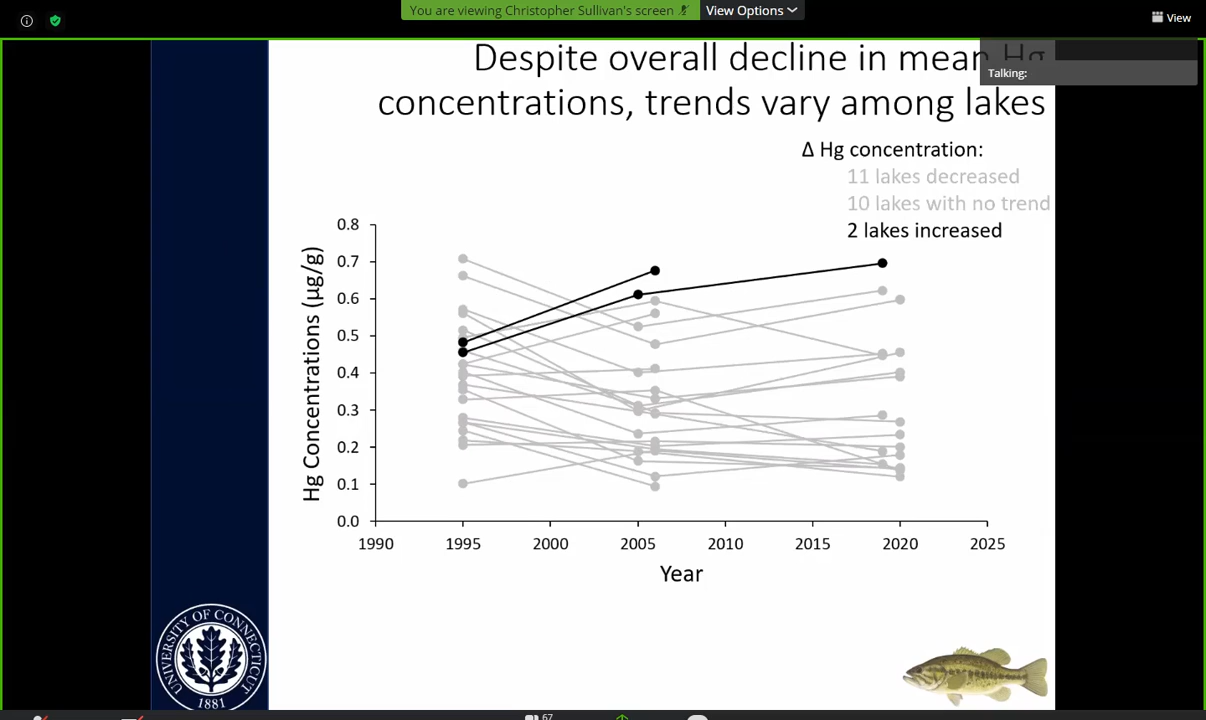 You are viewing Christopher Sullivan's screen
View Options
View
Talking:
Despite overall decline in mean Hg
concentrations, trends vary among lakes
Δ Hg concentration:
11 lakes decreased
10 lakes with no trend
2 lakes increased
Hg Concentrations (µg/g)
0.8
0.7
0.6
0.5
0.4
0.3
0.2
0.1
0.0
1990 1995 2000 2005 2010 2015 2020 2025
Year
UNIVERSITY OF CONNECTICUT
1881
67